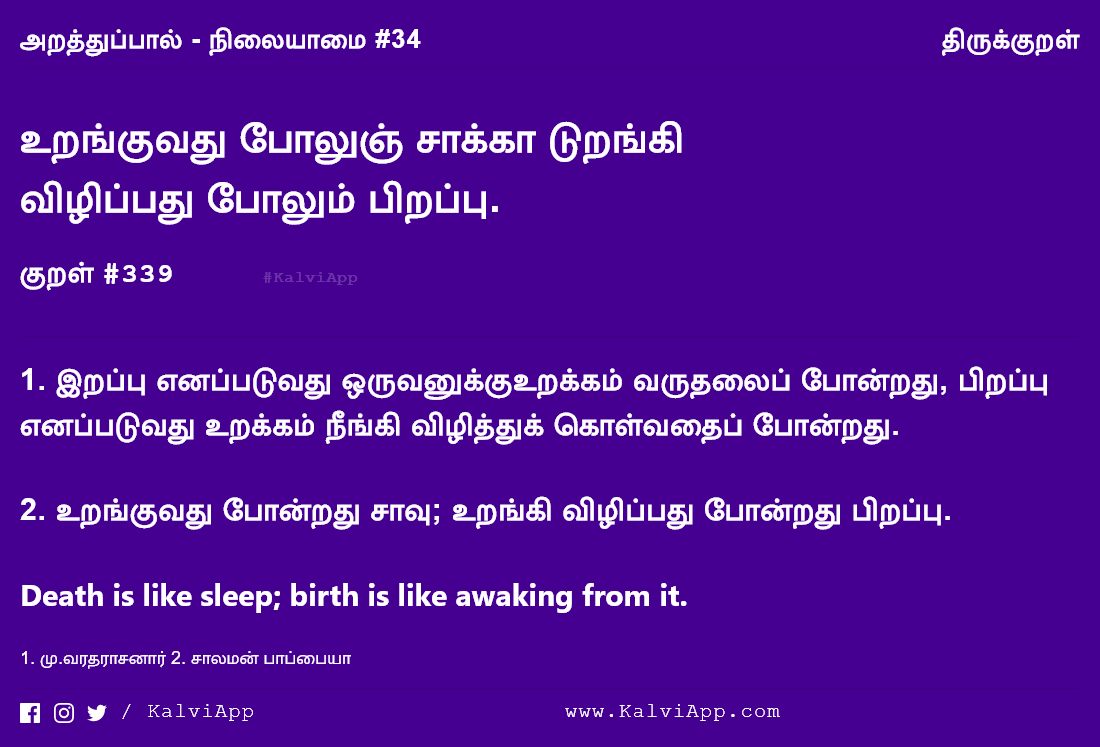 அறத்துப்பால் - நிலையாமை #34
திருக்குறள்
உறங்குவது போலுஞ் சாக்கா டுறங்கி
விழிப்பது போலும் பிறப்பு.
குறள் #339
#KalviApp
1. இறப்பு எனப்படுவது ஒருவனுக்குஉறக்கம் வருதலைப் போன்றது, பிறப்பு
எனப்படுவது உறக்கம் நீங்கி விழித்துக் கொள்வதைப் போன்றது.
2. உறங்குவது போன்றது சாவு; உறங்கி விழிப்பது போன்றது பிறப்பு.
Death is like sleep; birth is like awaking from it.
1. மு.வரதராசனார் 2. சாலமன் பாப்பையா
/ KalviApp
www.KalviApp.com